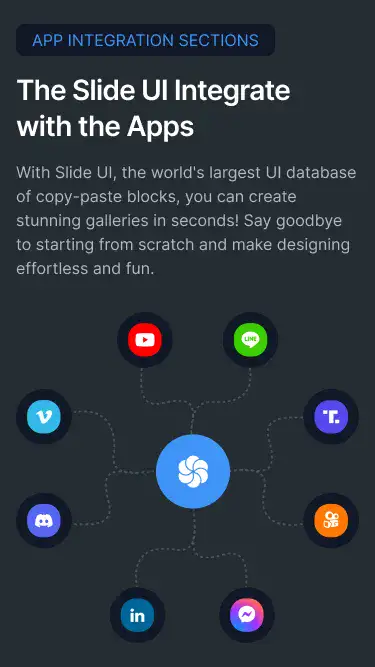 APP INTEGRATION SECTIONS
The Slide UI Integrate
with the Apps
With Slide UI, the world's largest UI database
of copy-paste blocks, you can create
stunning galleries in seconds! Say goodbye
to starting from scratch and make designing
effortless and fun.
LINE
T.
in